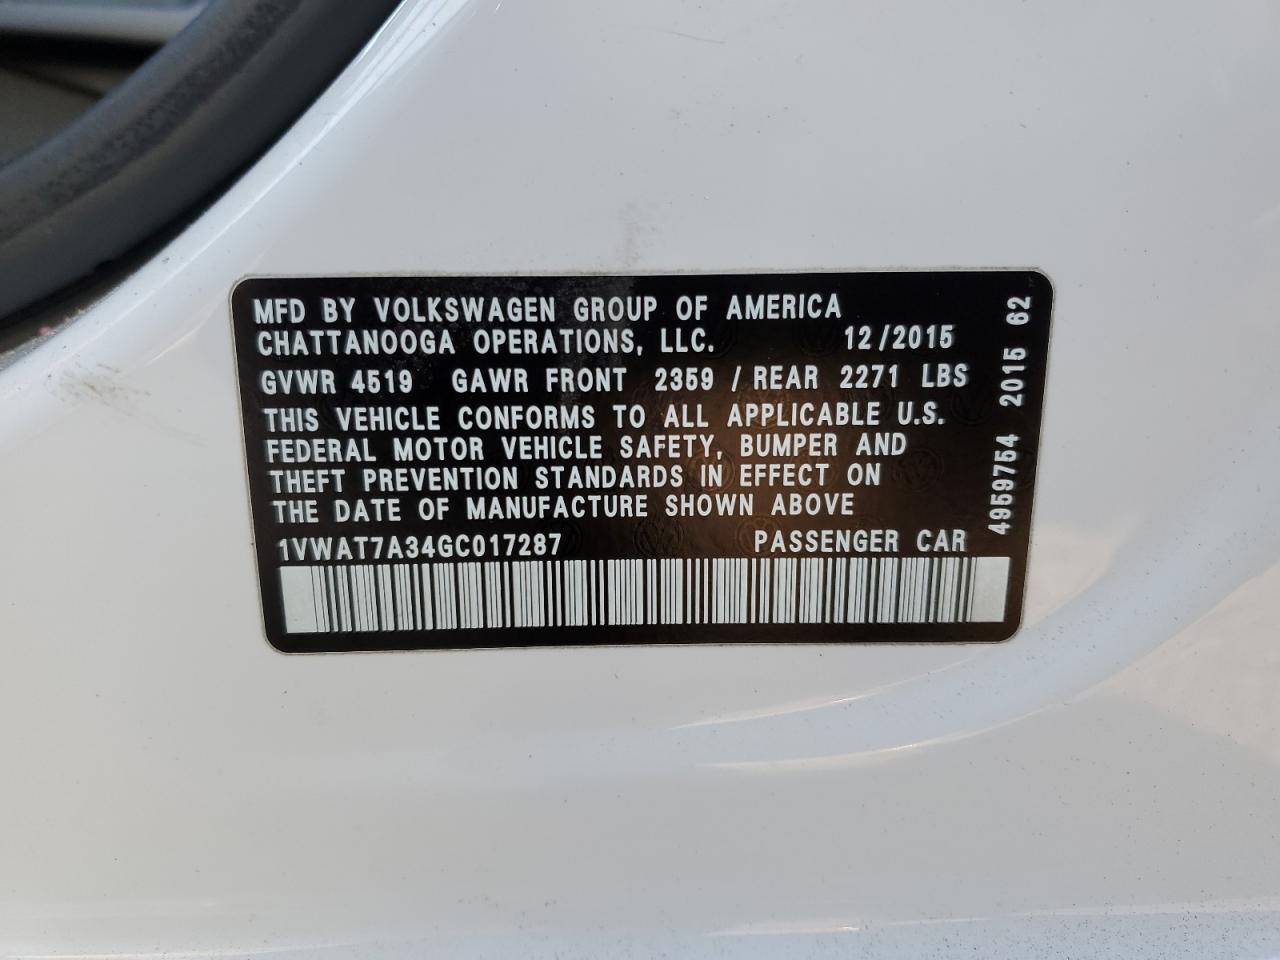 MFD BY VOLKSWAGEN GROUP OF AMERICA
CHATTANOOGA OPERATIONS, LLC. 12/2015
GVWR 4519 GAWR FRONT 2359 / REAR 2271 LBS
THIS VEHICLE CONFORMS TO ALL APPLICABLE U.S.
FEDERAL MOTOR VEHICLE SAFETY, BUMPER AND
THEFT PREVENTION STANDARDS IN EFFECT ON
THE DATE OF MANUFACTURE SHOWN ABOVE
1VWAT7A34GC017287 PASSENGER CAR
4959754 2015 62